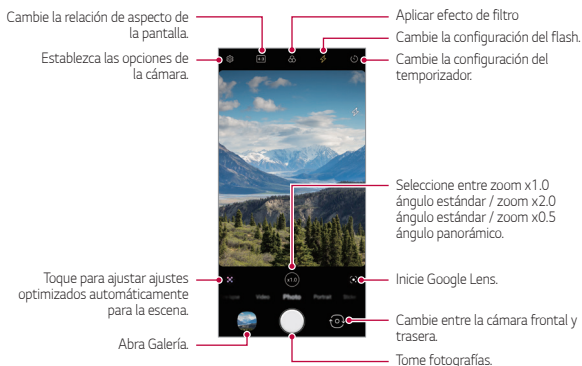 Cambie la relación de aspecto de
la pantalla.
Establezca las opciones de
la cámara.
Aplicar efecto de filtro
Cambie la configuración del flash.
Cambie la configuración del
temporizador.
Seleccione entre zoom x1.0
ángulo estándar / zoom x2.0
ángulo estándar / zoom x0.5
ángulo panorámico.
x1.0
Toque para ajustar ajustes
optimizados automáticamente
para la escena.
Inicie Google Lens.
Video Photo Portrait
Cambie entre la cámara frontal y
trasera.
Abra Galería.
Tome fotografías.